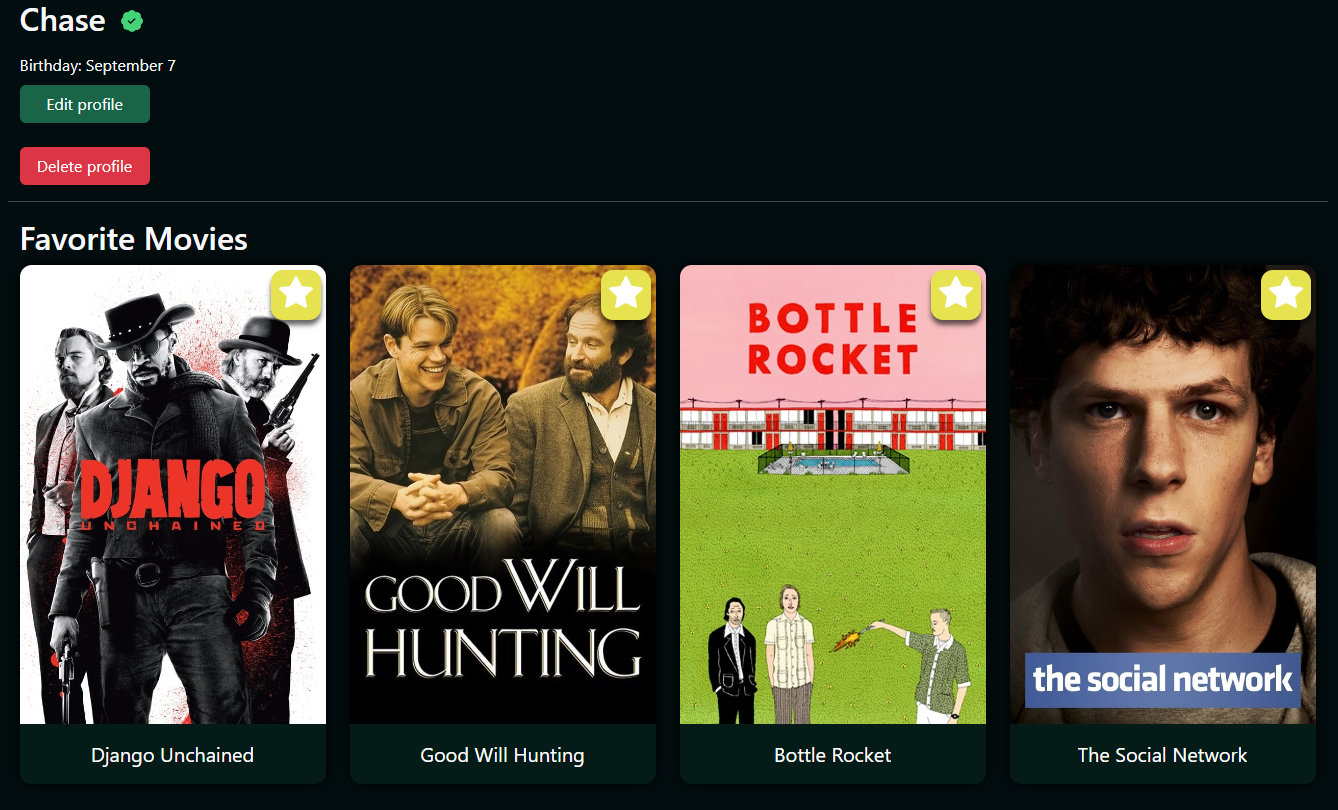 Chase
Birthday: September 7
Edit profile
Delete profile
Favorite Movies
DJANGO
UNCHAINED
GOOD WILL
HUNTING
BOTTLE
ROCKET
the social network
Django Unchained
Good Will Hunting
Bottle Rocket
The Social Network